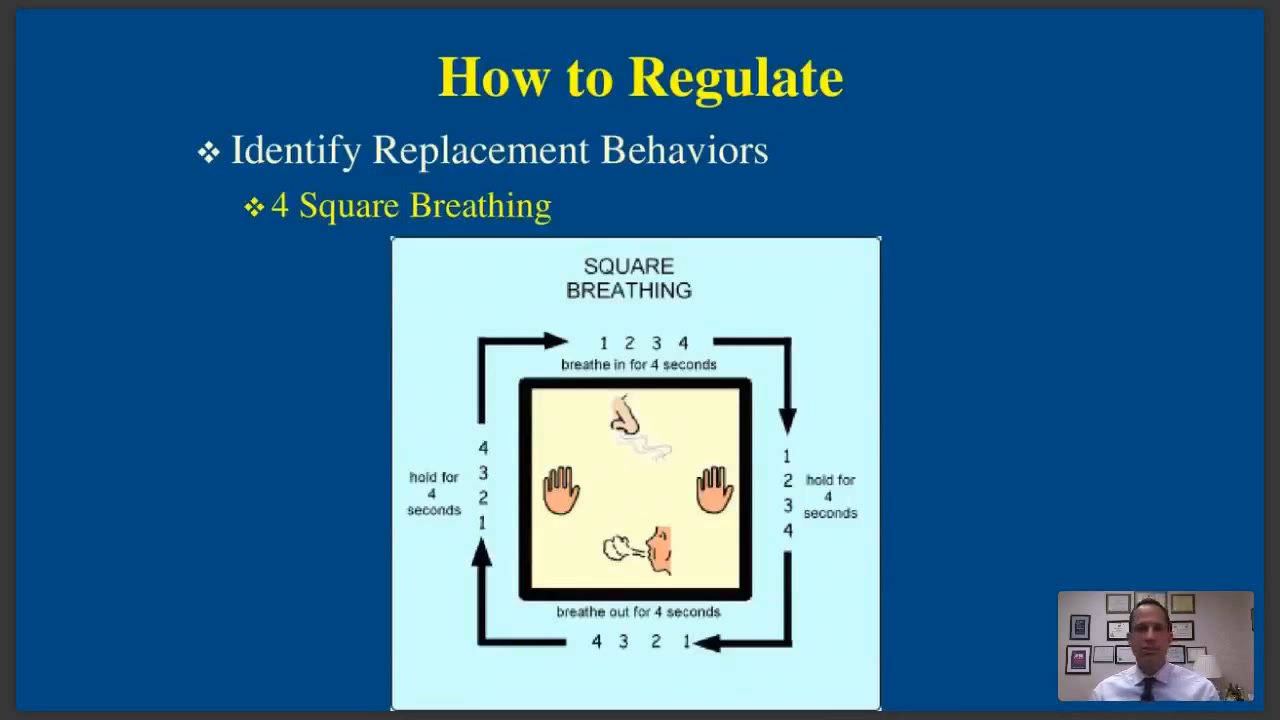 How to Regulate
❖ Identify Replacement Behaviors
❖ 4 Square Breathing
SQUARE
BREATHING
1 2 3 4
breathe in for 4 seconds
1
2
3
4
hold for
4
seconds
breathe out for 4 seconds
4 3 2 1
hold for
4
seconds
4
3
2
1